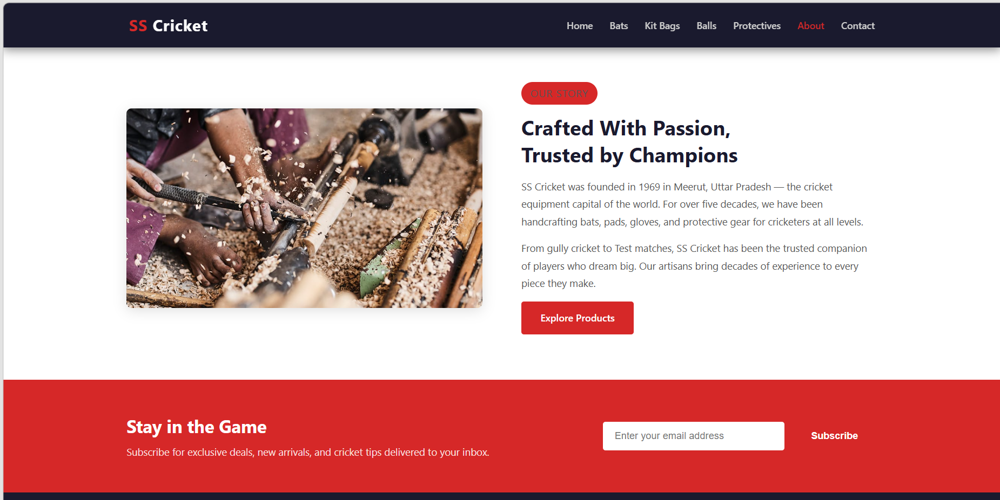 SS Cricket
Home Bats Kit Bags Balls Protectives About Contact
OUR STORY
Crafted With Passion,
Trusted by Champions
SS Cricket was founded in 1969 in Meerut, Uttar Pradesh — the cricket
equipment capital of the world. For over five decades, we have been
handcrafting bats, pads, gloves, and protective gear for cricketers at all levels.
From gully cricket to Test matches, SS Cricket has been the trusted companion
of players who dream big. Our artisans bring decades of experience to every
piece they make.
Explore Products
Stay in the Game
Subscribe for exclusive deals, new arrivals, and cricket tips delivered to your inbox.
Enter your email address
Subscribe